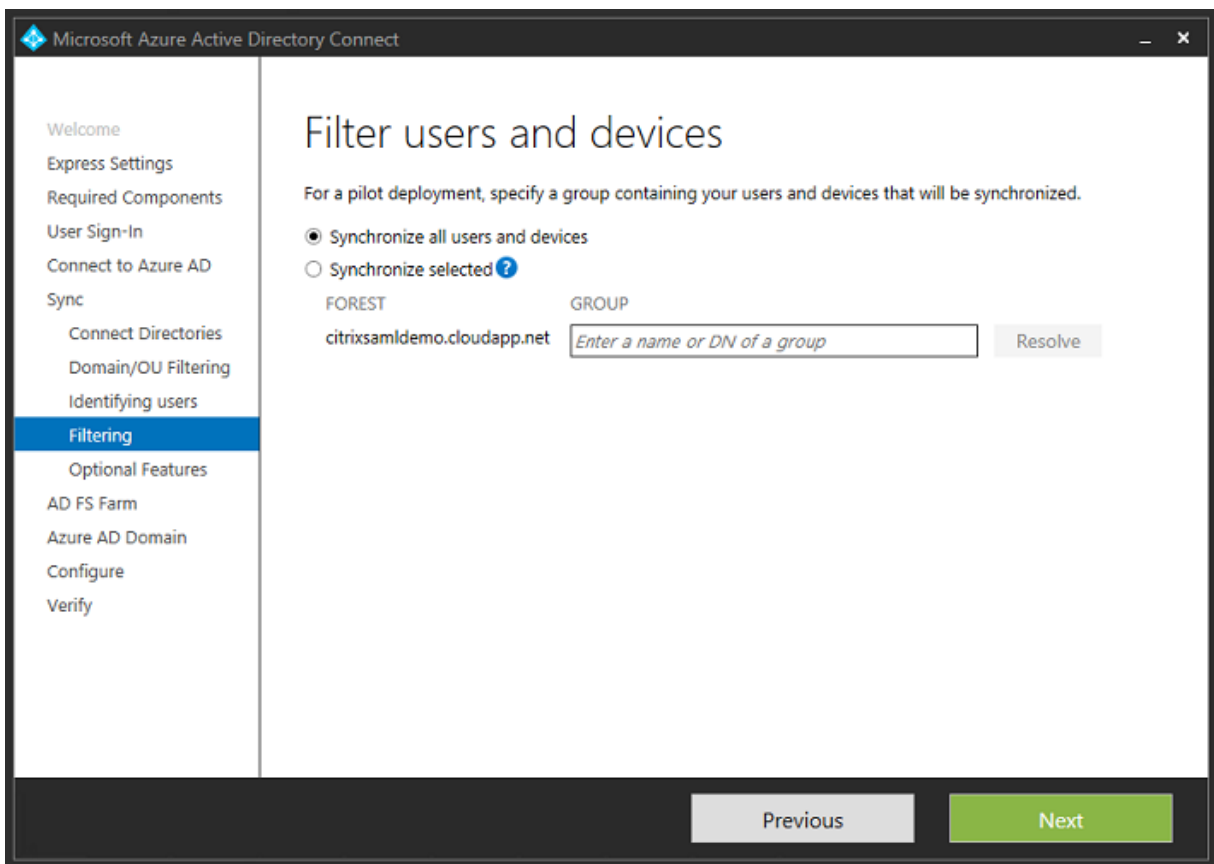 Microsoft Azure Active Directory Connect
Welcome
Express Settings
Required Components
User Sign-In
Connect to Azure AD
Sync
Connect Directories
Domain/OU Filtering
Identifying users
Filtering
Optional Features
AD FS Farm
Azure AD Domain
Configure
Verify
Filter users and devices
For a pilot deployment, specify a group containing your users and devices that will be synchronized.
Synchronize all users and devices
Synchronize selected ?
FOREST GROUP
citrixsamldemo.cloudapp.net Enter a name or DN of a group Resolve
Previous Next